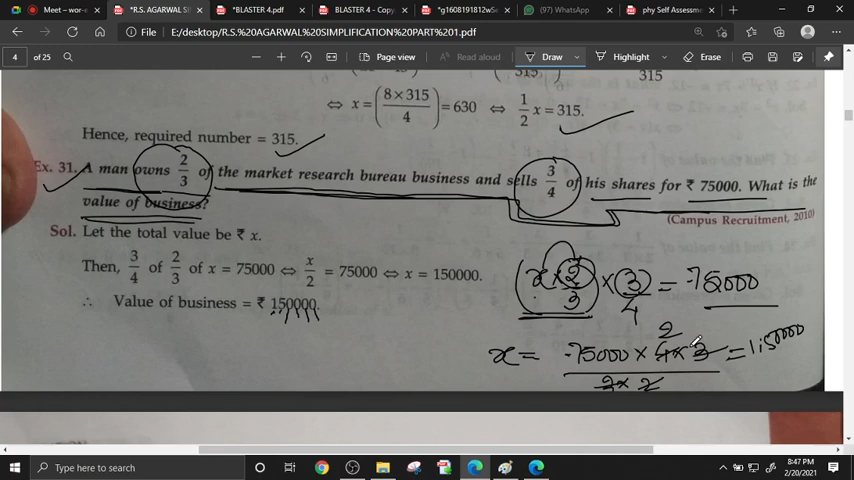 Meet – wor-e
*R.S. AGARWAL S
*BLASTER 4.pdf
BLASTER 4 - Copy
*g1608191812wSe
(97) WhatsApp
phy Self Assessme
File
E:/desktop/R.S.%20AGARWAL%20SIMPLIFICATION%20PART%201.pdf
4 of 25
Page view
Read aloud
Draw
Highlight
Erase
315
⇔ x = (8×315/4) = 630 ⇔ 1/2 x = 315.
Hence, required number = 315.
Ex. 31. A man owns 2/3 of the market research bureau business and sells 3/4 of his shares for ₹ 75000. What is the
value of business?
(Campus Recruitment, 2010)
Sol. Let the total value be ₹ x.
Then, 3/4 of 2/3 of x = 75000 ⇔ x/2 = 75000 ⇔ x = 150000.
∴ Value of business = ₹ 150000.
(x × 2/3) × 3/4 = 75000
2
x = 75000 × 4 × 3 / 3 × 2 = 1,50000
Type here to search
8:47 PM
2/20/2021